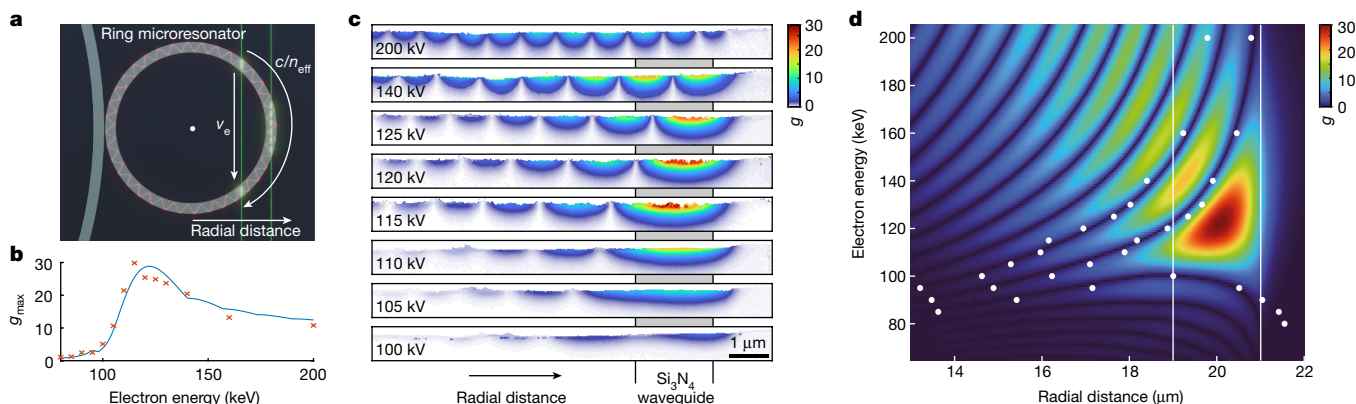 a
Ring microresonator
c/n_eff
v_e
Radial distance
b
g_max
30
20
10
0
100
150
200
Electron energy (keV)
c
g
30
20
10
0
200 kV
140 kV
125 kV
120 kV
115 kV
110 kV
105 kV
100 kV
1 μm
Radial distance
Si₃N₄
waveguide
d
g
30
20
10
0
Electron energy (keV)
200
180
160
140
120
100
80
14
16
18
20
22
Radial distance (μm)